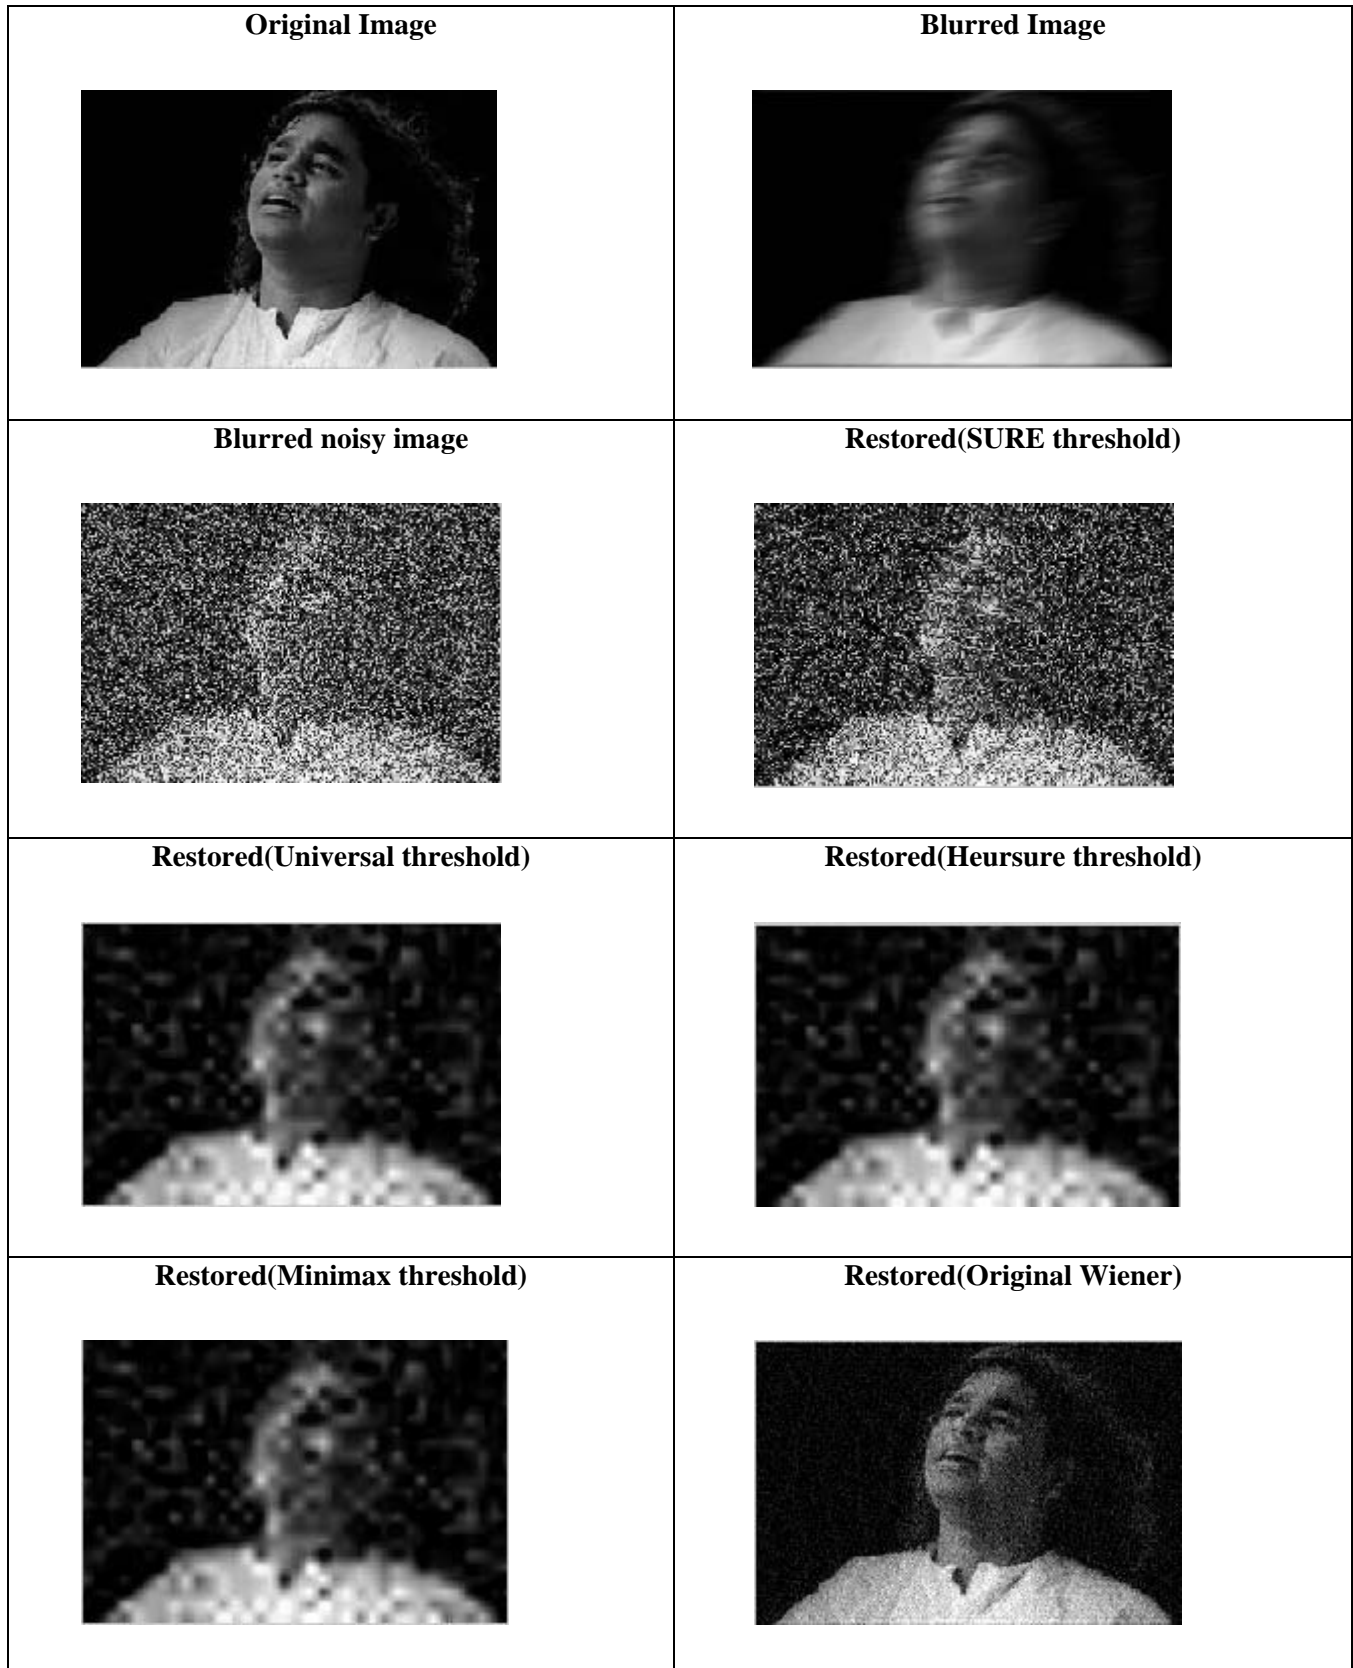 Original Image
Blurred Image
Blurred noisy image
Restored(SURE threshold)
Restored(Universal threshold)
Restored(Heursure threshold)
Restored(Minimax threshold)
Restored(Original Wiener)